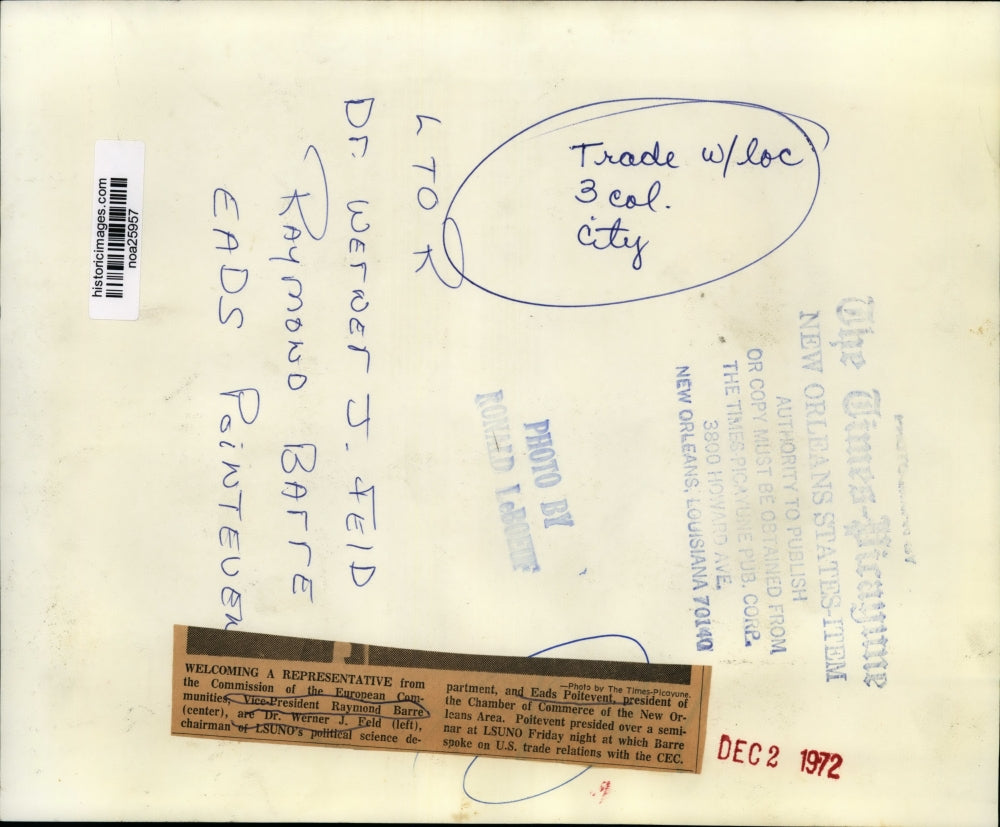 Trade w/loc
3 col.
City
L TO R
Dr. WERNER J. FEID
RAYMOND BARRE
EADS POINTEVEN
historicimages.com
noa25957
The Times-Picayune
NEW ORLEANS STATES-ITEM
AUTHORITY TO PUBLISH
OR COPY MUST BE OBTAINED FROM
THE TIMES PICAYUNE PUB. CORP.
3800 HOWARD AVE.
NEW ORLEANS, LOUISIANA 70140
PHOTO BY
RONALD LeBOEUF
WELCOMING A REPRESENTATIVE from
the Commission of the European Com-
munities, Vice-President Raymond Barre
(center), are Dr. Werner J. Feld (left),
chairman of LSUNO's political science de-
—Photo by The Times-Picayune.
partment, and Eads Poitevent, president of
the Chamber of Commerce of the New Or-
leans Area. Poitevent presided over a semi-
nar at LSUNO Friday night at which Barre
spoke on U.S. trade relations with the CEC.
DEC 2 1972